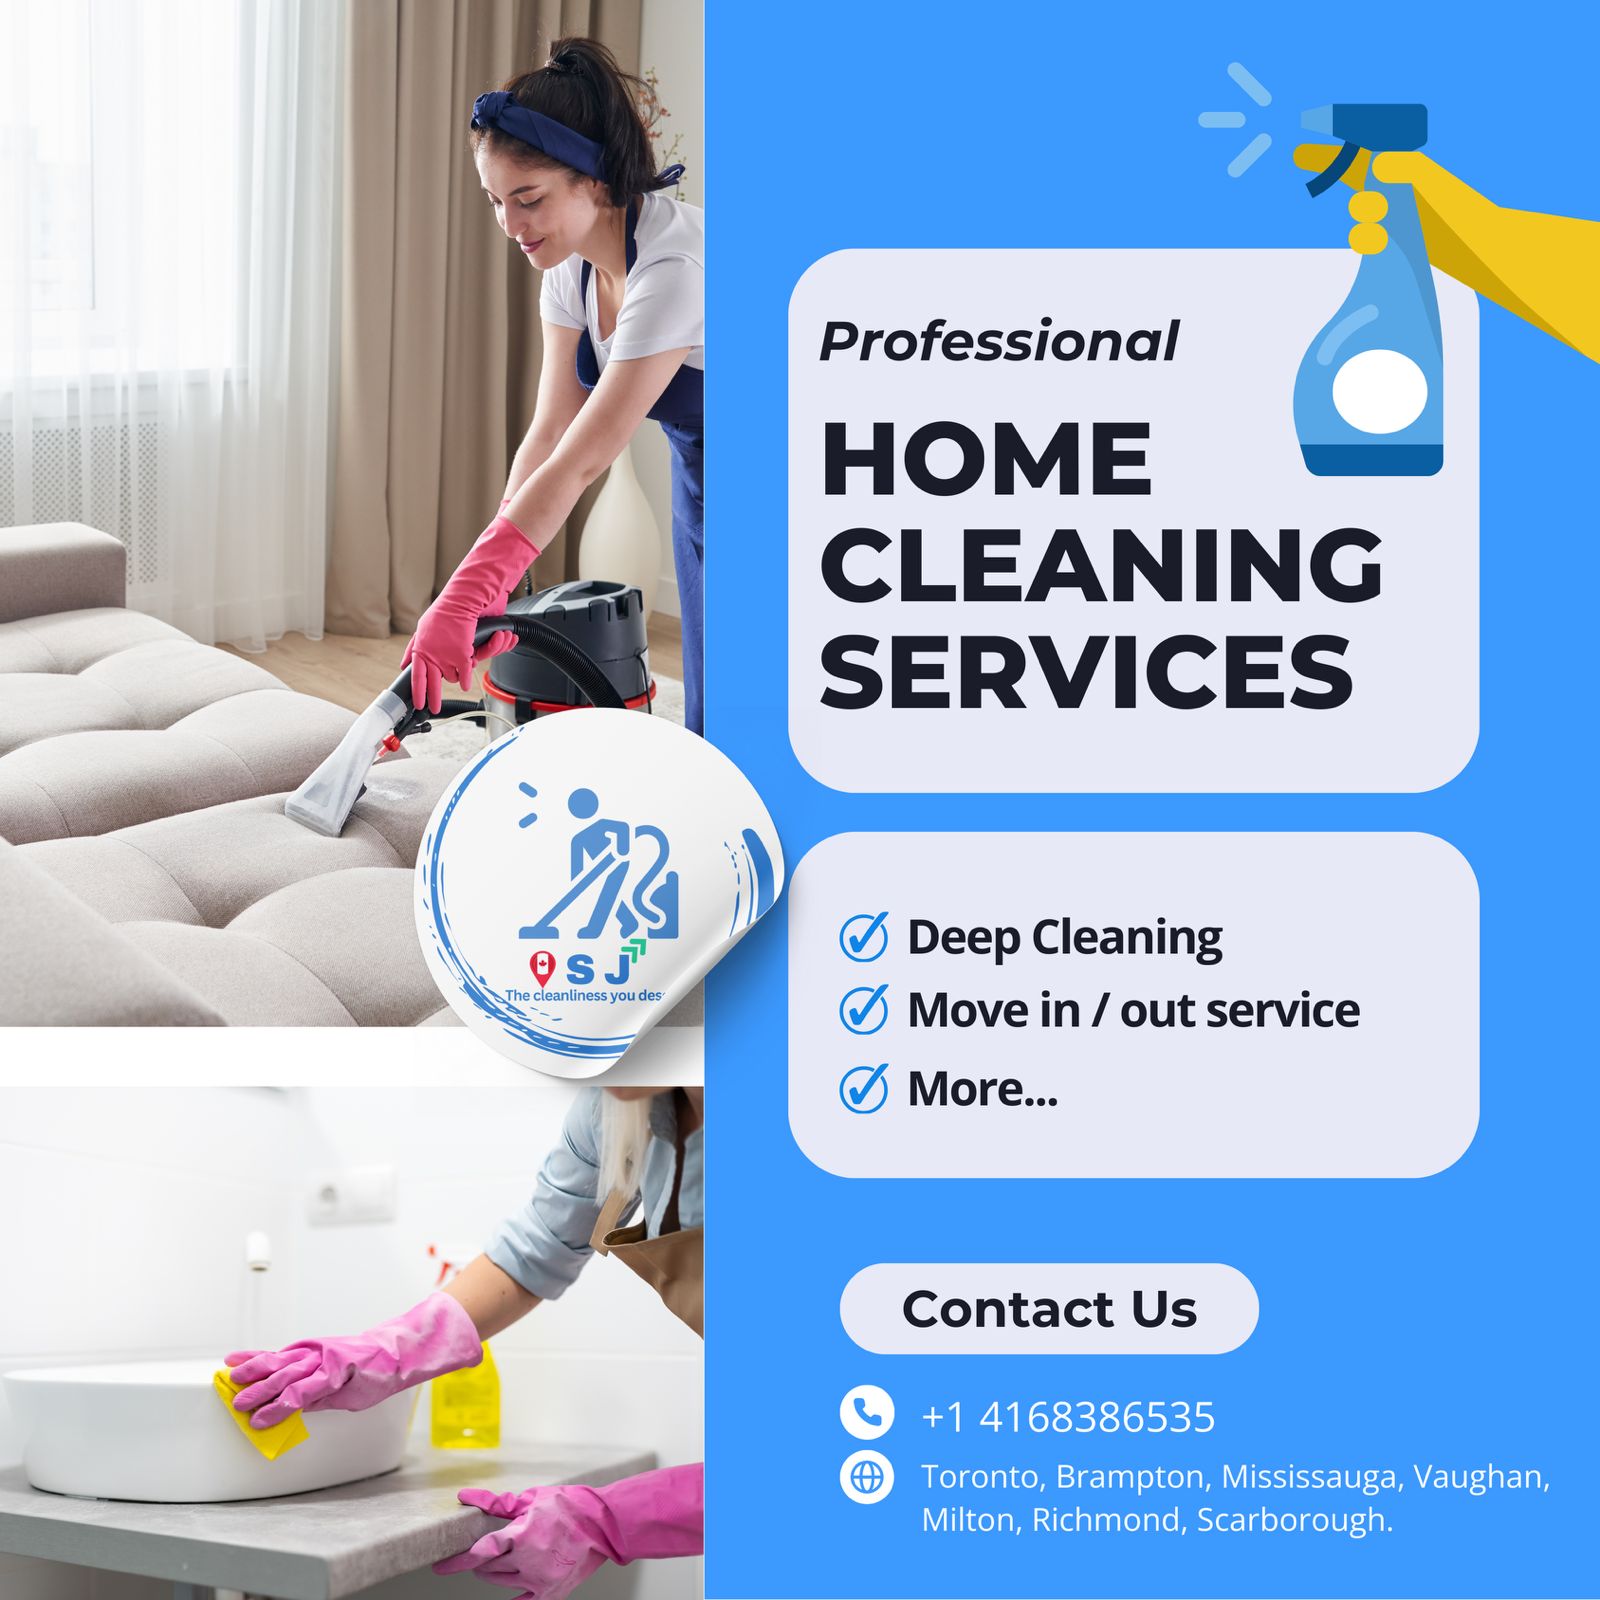 Professional
HOME
CLEANING
SERVICES
S J
The cleanliness you
Deep Cleaning
Move in / out service
More...
Contact Us
+1 4168386535
Toronto, Brampton, Mississauga, Vaughan,
Milton, Richmond, Scarborough.